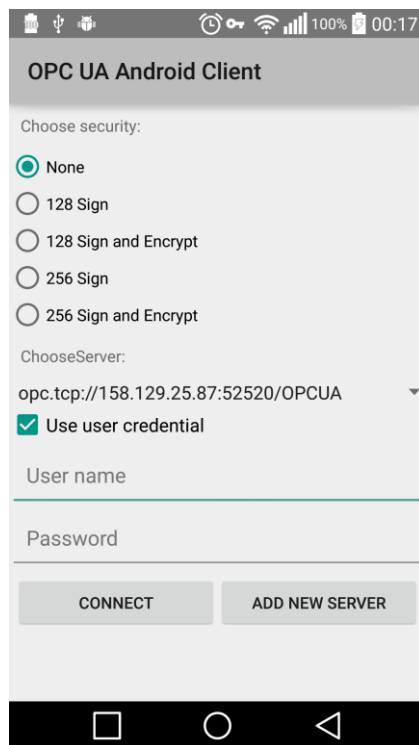 100% 00:17
OPC UA Android Client
Choose security:
None
128 Sign
128 Sign and Encrypt
256 Sign
256 Sign and Encrypt
ChooseServer:
opc.tcp://158.129.25.87:52520/OPCUA
Use user credential
User name
Password
CONNECT ADD NEW SERVER